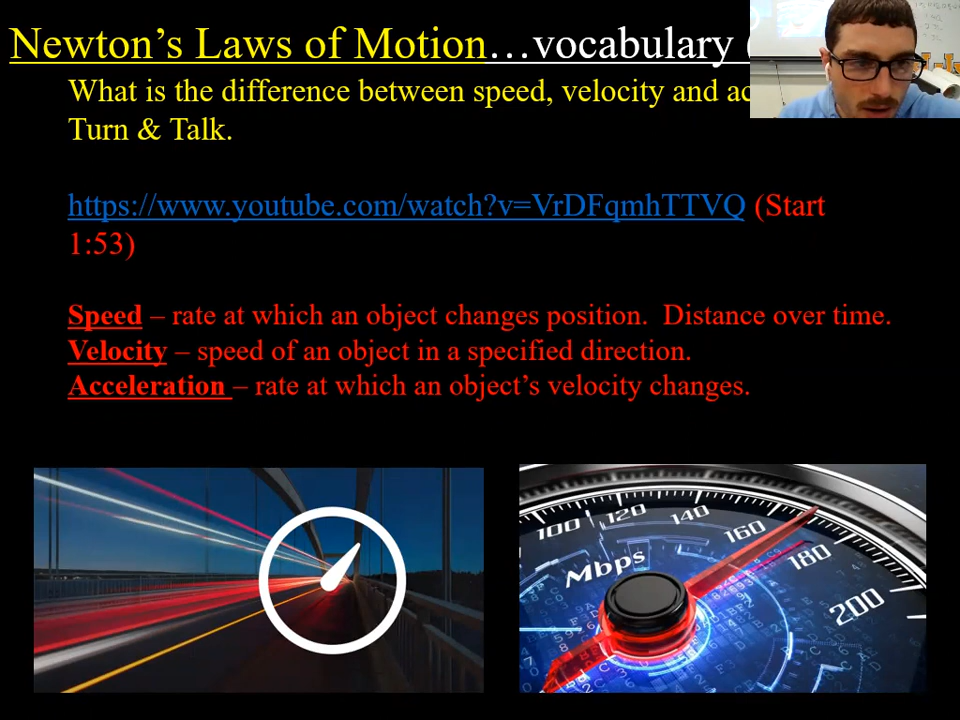 Newton's Laws of Motion…vocabulary
What is the difference between speed, velocity and
Turn & Talk.
https://www.youtube.com/watch?v=VrDFqmhTTVQ (Start
1:53)
Speed – rate at which an object changes position. Distance over time.
Velocity – speed of an object in a specified direction.
Acceleration – rate at which an object's velocity changes.
100 120 140 160 180 200
Mbps